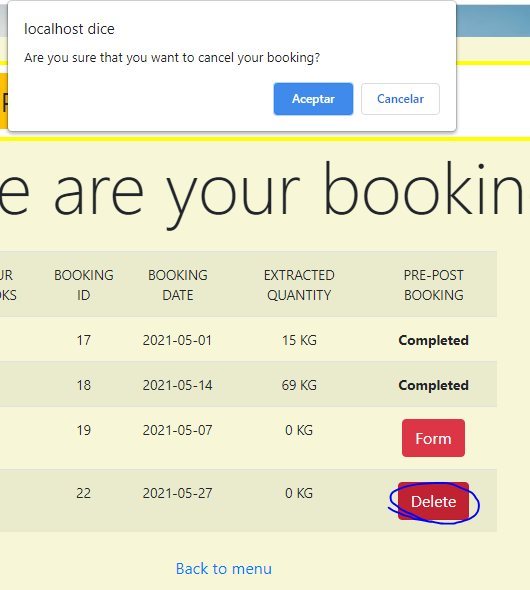 localhost dice
Are you sure that you want to cancel your booking?
Aceptar Cancelar
e are your bookin
UR BOOKING BOOKING EXTRACTED PRE-POST
OKS ID DATE QUANTITY BOOKING
17 2021-05-01 15 KG Completed
18 2021-05-14 69 KG Completed
19 2021-05-07 0 KG Form
22 2021-05-27 0 KG Delete
Back to menu